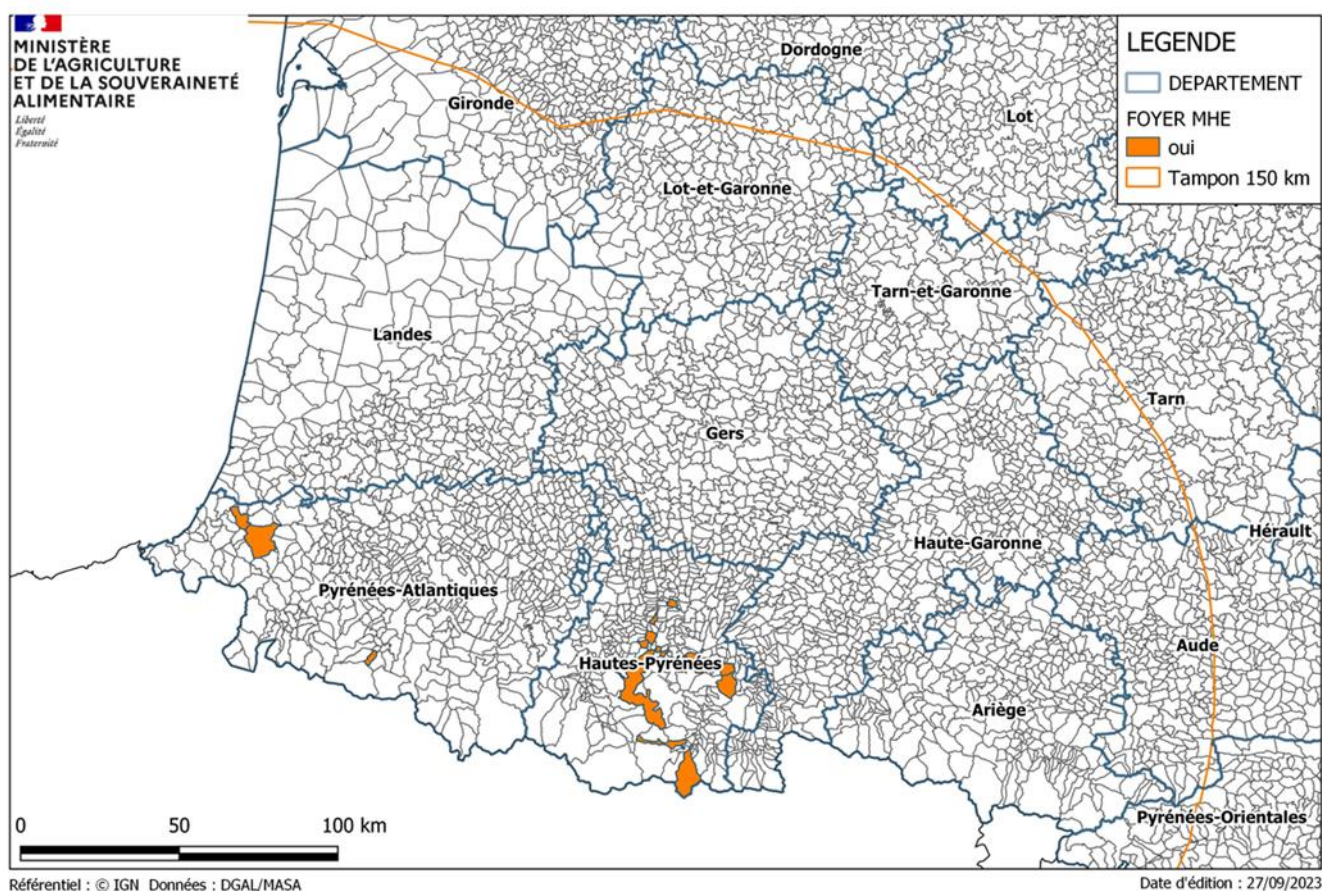 MINISTÈRE
DE L'AGRICULTURE
ET DE LA SOUVERAINETÉ
ALIMENTAIRE
Liberté
Égalité
Fraternité
LEGENDE
DEPARTEMENT
FOYER MHE
oui
Tampon 150 km
Dordogne
Gironde
Lot
Lot-et-Garonne
Tarn-et-Garonne
Landes
Tarn
Gers
Hérault
Haute-Garonne
Pyrénées-Atlantiques
Aude
Hautes-Pyrénées
Ariège
Pyrénées-Orientales
0 50 100 km
Référentiel : © IGN Données : DGAL/MASA
Date d'édition : 27/09/2023